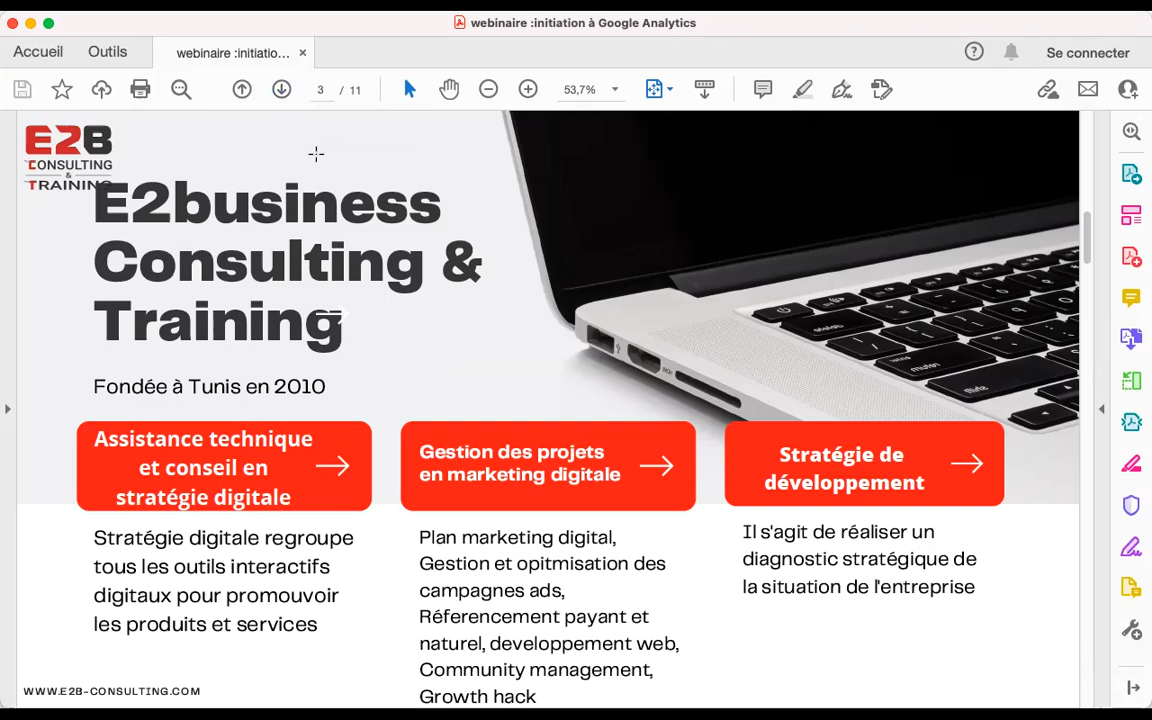 webinaire :initiation à Google Analytics
Accueil
Outils
webinaire :initiatio...
Se connecter
3 / 11
53,7%
E2B
CONSULTING
&
TRAINING
E2business
Consulting &
Training
Fondée à Tunis en 2010
Assistance technique
et conseil en
stratégie digitale
Gestion des projets
en marketing digitale
Stratégie de
développement
Stratégie digitale regroupe
tous les outils interactifs
digitaux pour promouvoir
les produits et services
Plan marketing digital,
Gestion et opitmisation des
campagnes ads,
Réferencement payant et
naturel, developpement web,
Community management,
Growth hack
Il s'agit de réaliser un
diagnostic stratégique de
la situation de l'entreprise
WWW.E2B-CONSULTING.COM